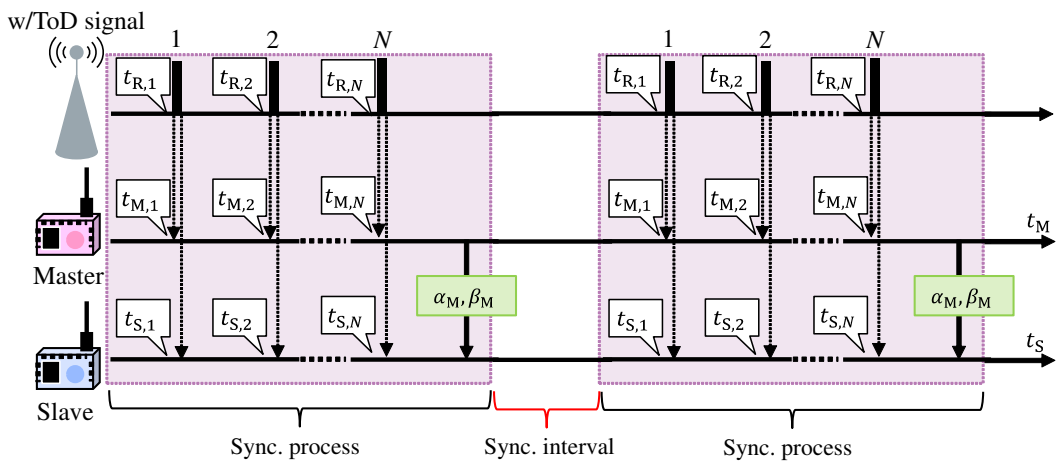 w/ToD signal
1 2 N 1 2 N
t_R,1 t_R,2 t_R,N t_R,1 t_R,2 t_R,N
t_M,1 t_M,2 t_M,N t_M,1 t_M,2 t_M,N
t_M
Master
α_M, β_M α_M, β_M
t_S,1 t_S,2 t_S,N t_S,1 t_S,2 t_S,N
t_S
Slave
Sync. process Sync. interval Sync. process